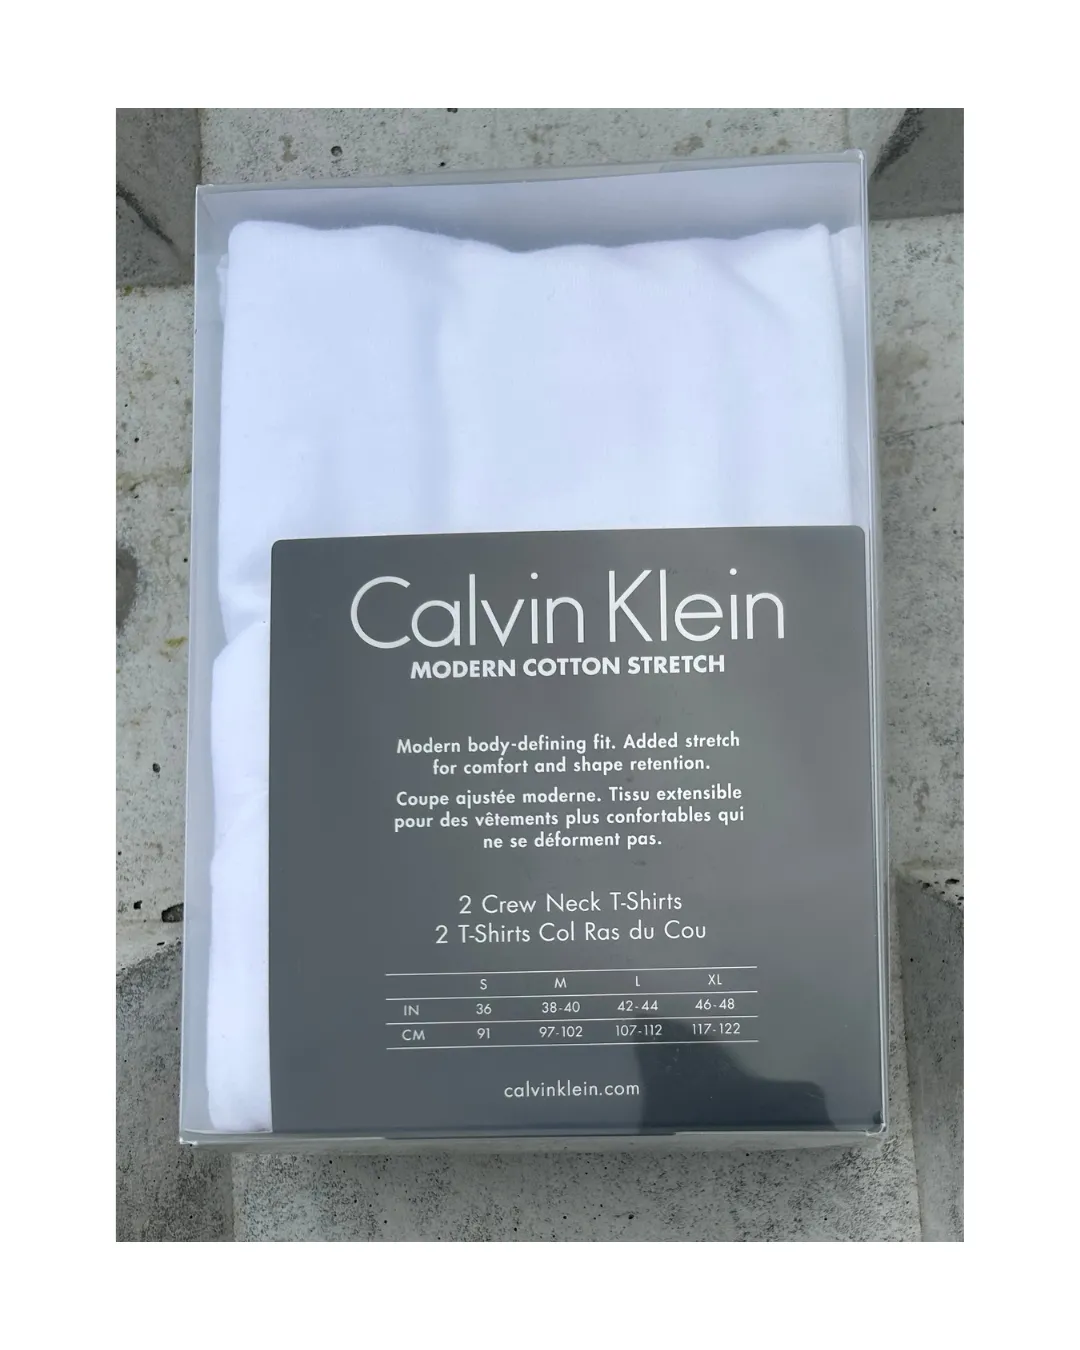 Calvin Klein
MODERN COTTON STRETCH
Modern body-defining fit. Added stretch
for comfort and shape retention.
Coupe ajustée moderne. Tissu extensible
pour des vêtements plus confortables qui
ne se déforment pas.
2 Crew Neck T-Shirts
2 T-Shirts Col Ras du Cou
S M L XL
IN 36 38-40 42-44 46-48
CM 91 97-102 107-112 117-122
calvinklein.com